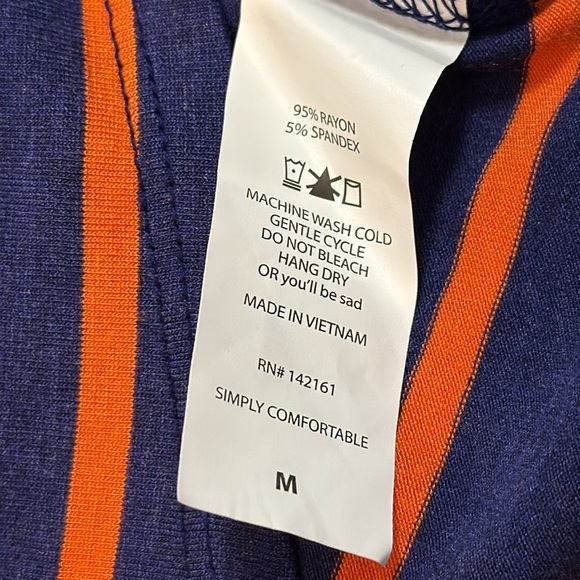 95% RAYON
5% SPANDEX
MACHINE WASH COLD
GENTLE CYCLE
DO NOT BLEACH
HANG DRY
OR you'll be sad
MADE IN VIETNAM
RN# 142161
SIMPLY COMFORTABLE
M